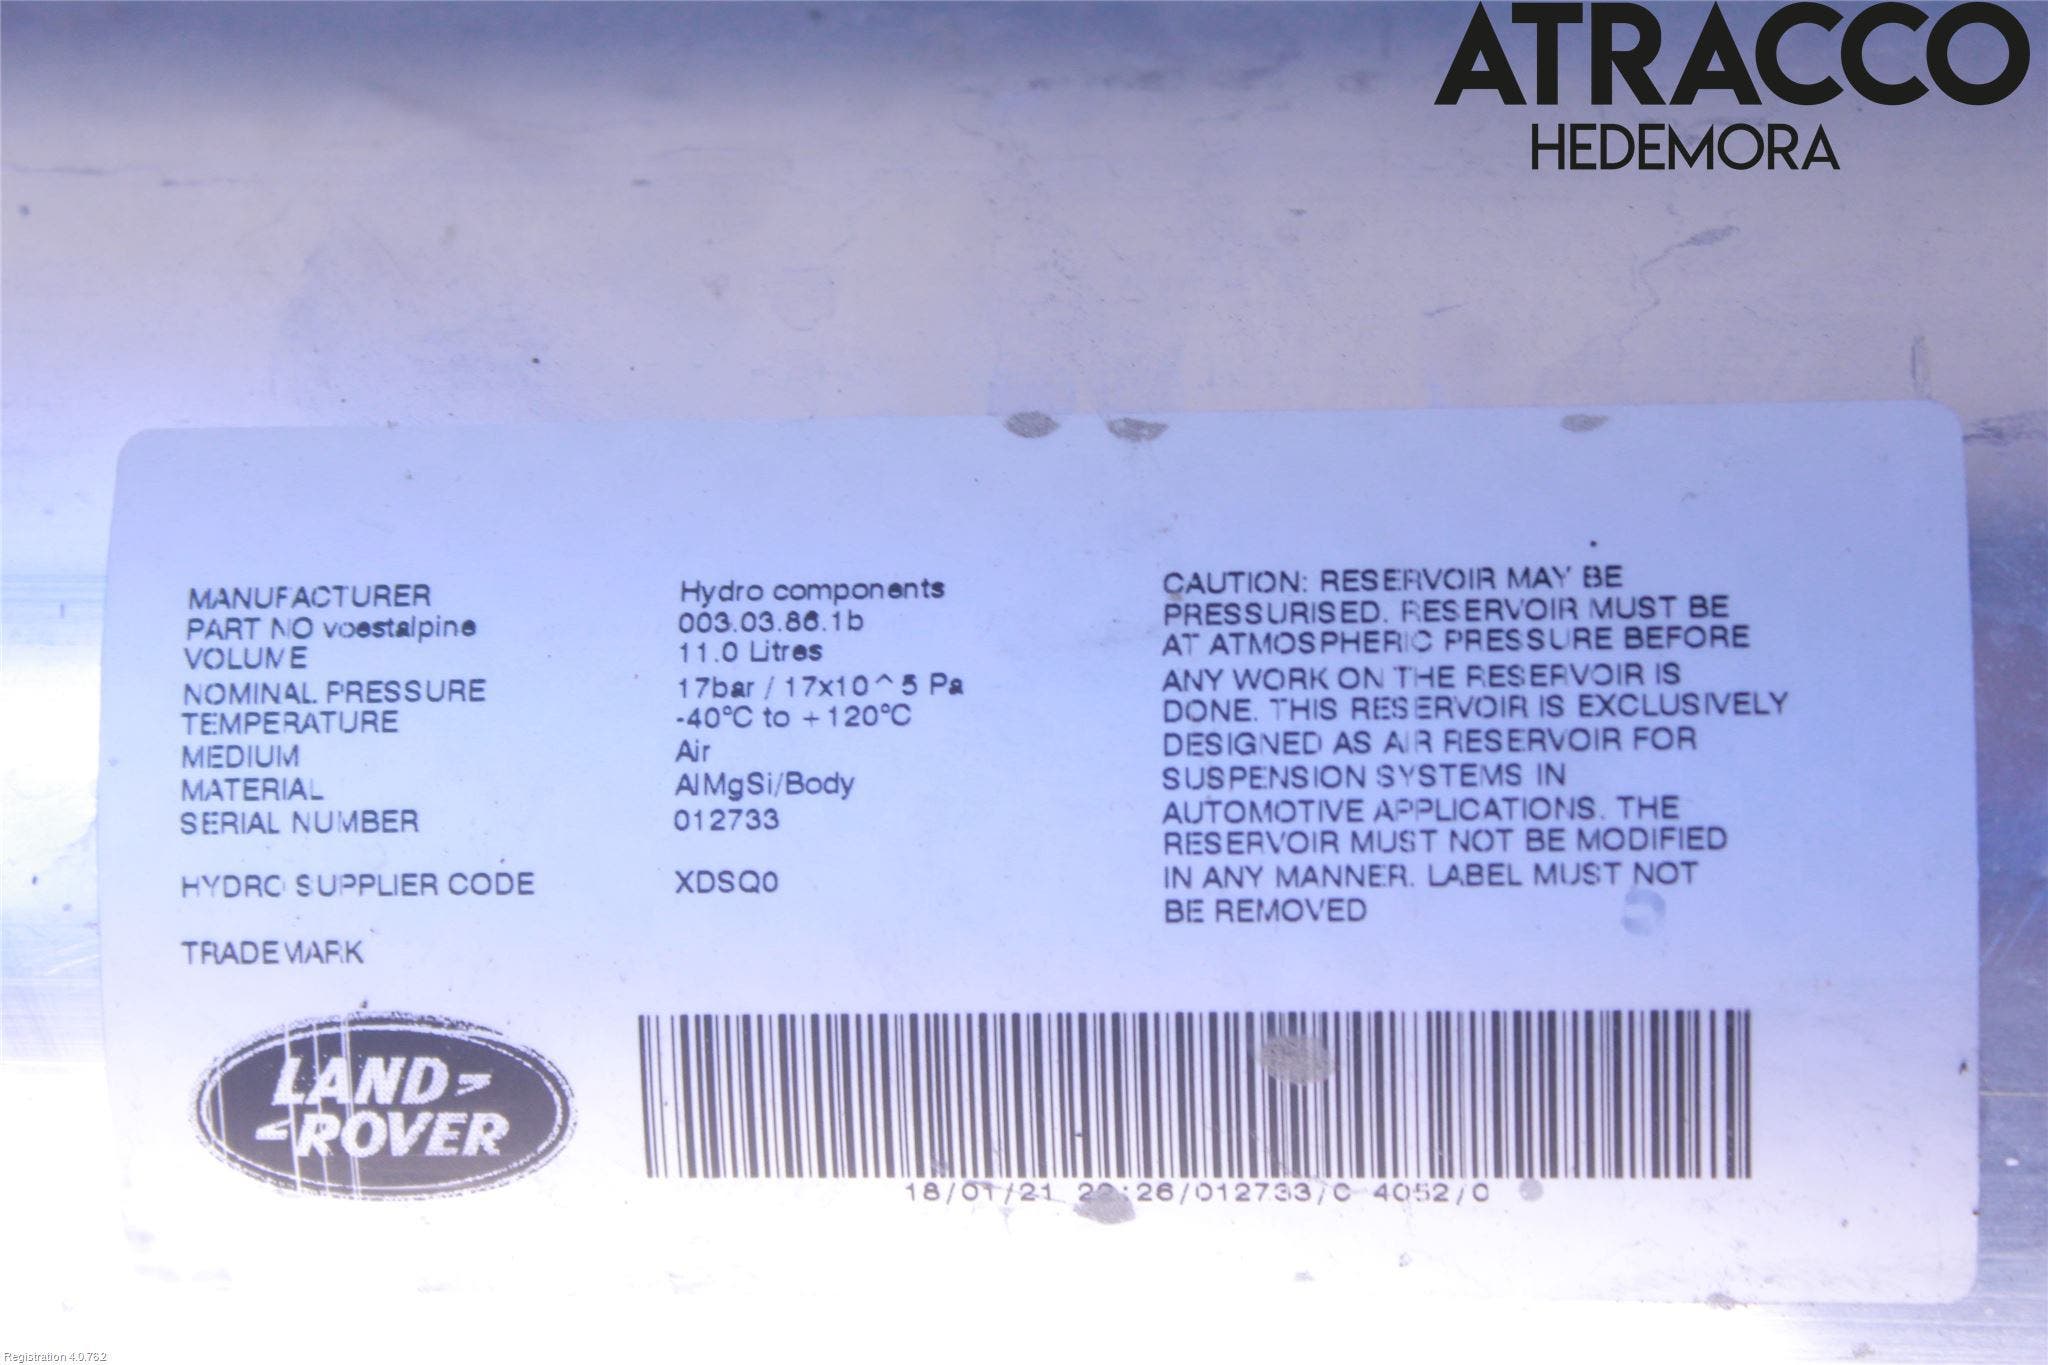 ATRACCO
HEDEMORA
MANUFACTURER Hydro components
PART NO voestalpine 003.03.86.1b
VOLUME 11.0 Litres
NOMINAL PRESSURE 17bar / 17x10^5 Pa
TEMPERATURE -40°C to +120°C
MEDIUM Air
MATERIAL AlMgSi/Body
SERIAL NUMBER 012733
HYDRO SUPPLIER CODE XDSQ0
TRADEMARK
CAUTION: RESERVOIR MAY BE
PRESSURISED. RESERVOIR MUST BE
AT ATMOSPHERIC PRESSURE BEFORE
ANY WORK ON THE RESERVOIR IS
DONE. THIS RESERVOIR IS EXCLUSIVELY
DESIGNED AS AIR RESERVOIR FOR
SUSPENSION SYSTEMS IN
AUTOMOTIVE APPLICATIONS. THE
RESERVOIR MUST NOT BE MODIFIED
IN ANY MANNER. LABEL MUST NOT
BE REMOVED
LAND-
-ROVER
18/01/21
Registration 4.0.762